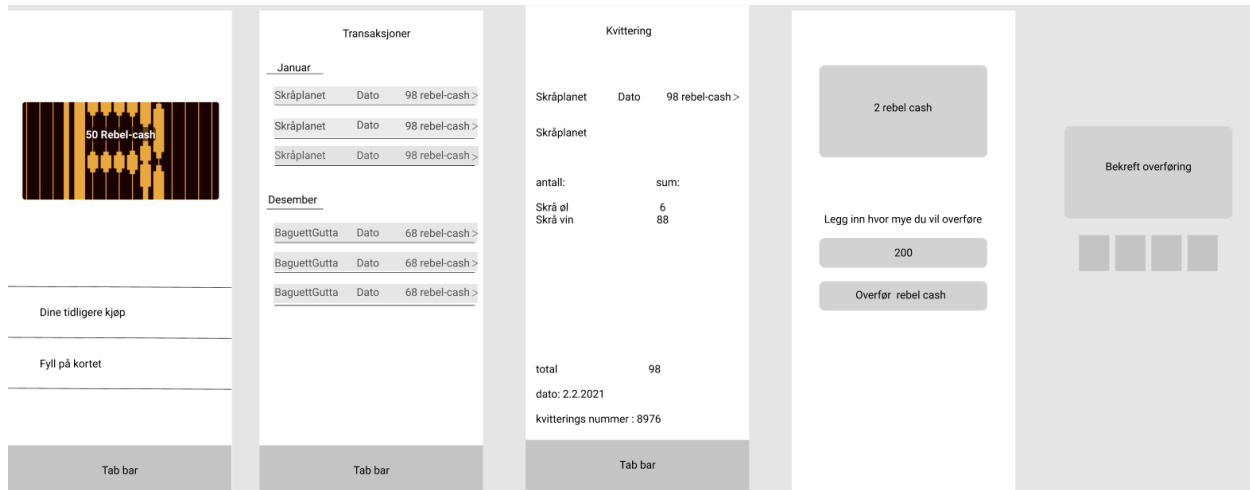 50 Rebel-cash
Dine tidligere kjøp
Fyll på kortet
Tab bar
Transaksjoner
Januar
Skråplanet Dato 98 rebel-cash >
Skråplanet Dato 98 rebel-cash >
Skråplanet Dato 98 rebel-cash >
Desember
BaguettGutta Dato 68 rebel-cash >
BaguettGutta Dato 68 rebel-cash >
BaguettGutta Dato 68 rebel-cash >
Tab bar
Kvittering
Skråplanet Dato 98 rebel-cash >
Skråplanet
antall: sum:
Skrå øl 6
Skrå vin 88
total 98
dato: 2.2.2021
kvitterings nummer : 8976
Tab bar
2 rebel cash
Legg inn hvor mye du vil overføre
200
Overfør rebel cash
Bekreft overføring